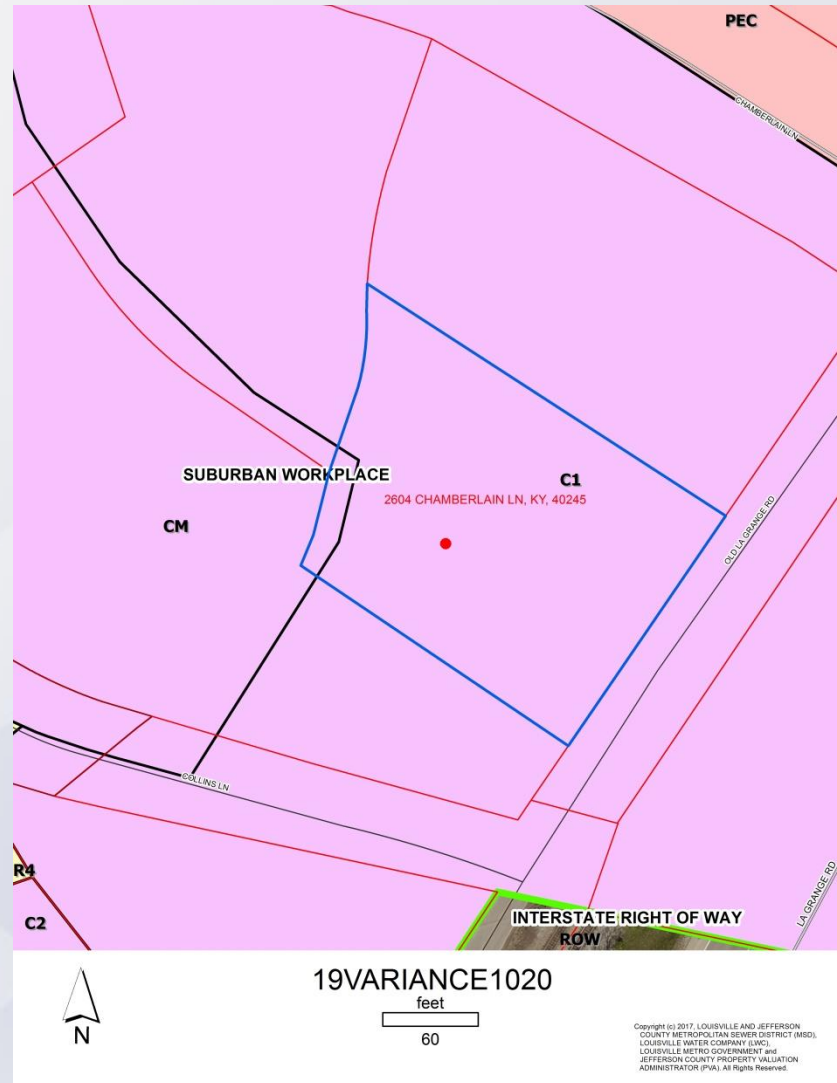 PEC
CHAMBERLAIN LN
SUBURBAN WORKPLACE
C1
2604 CHAMBERLAIN LN, KY, 40245
CM
OLD LA GRANGE RD
COLLINS LN
R4
C2
INTERSTATE RIGHT OF WAY
ROW
LA GRANGE RD
N
19VARIANCE1020
feet
60
Copyright (c) 2017, LOUISVILLE AND JEFFERSON
COUNTY METROPOLITAN SEWER DISTRICT (MSD),
LOUISVILLE WATER COMPANY (LWC),
LOUISVILLE METRO GOVERNMENT and
JEFFERSON COUNTY PROPERTY VALUATION
ADMINISTRATOR (PVA). All Rights Reserved.